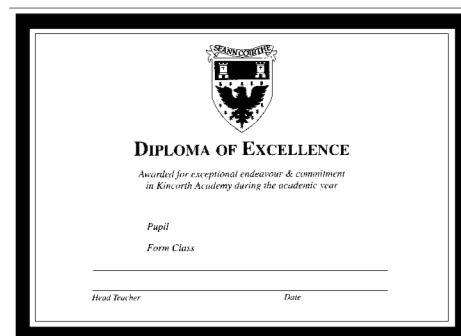 SEANN COIRTHE
DIPLOMA OF EXCELLENCE
Awarded for exceptional endeavour & commitment
in Kincorth Academy during the academic year
Pupil
Form Class
Head Teacher Date